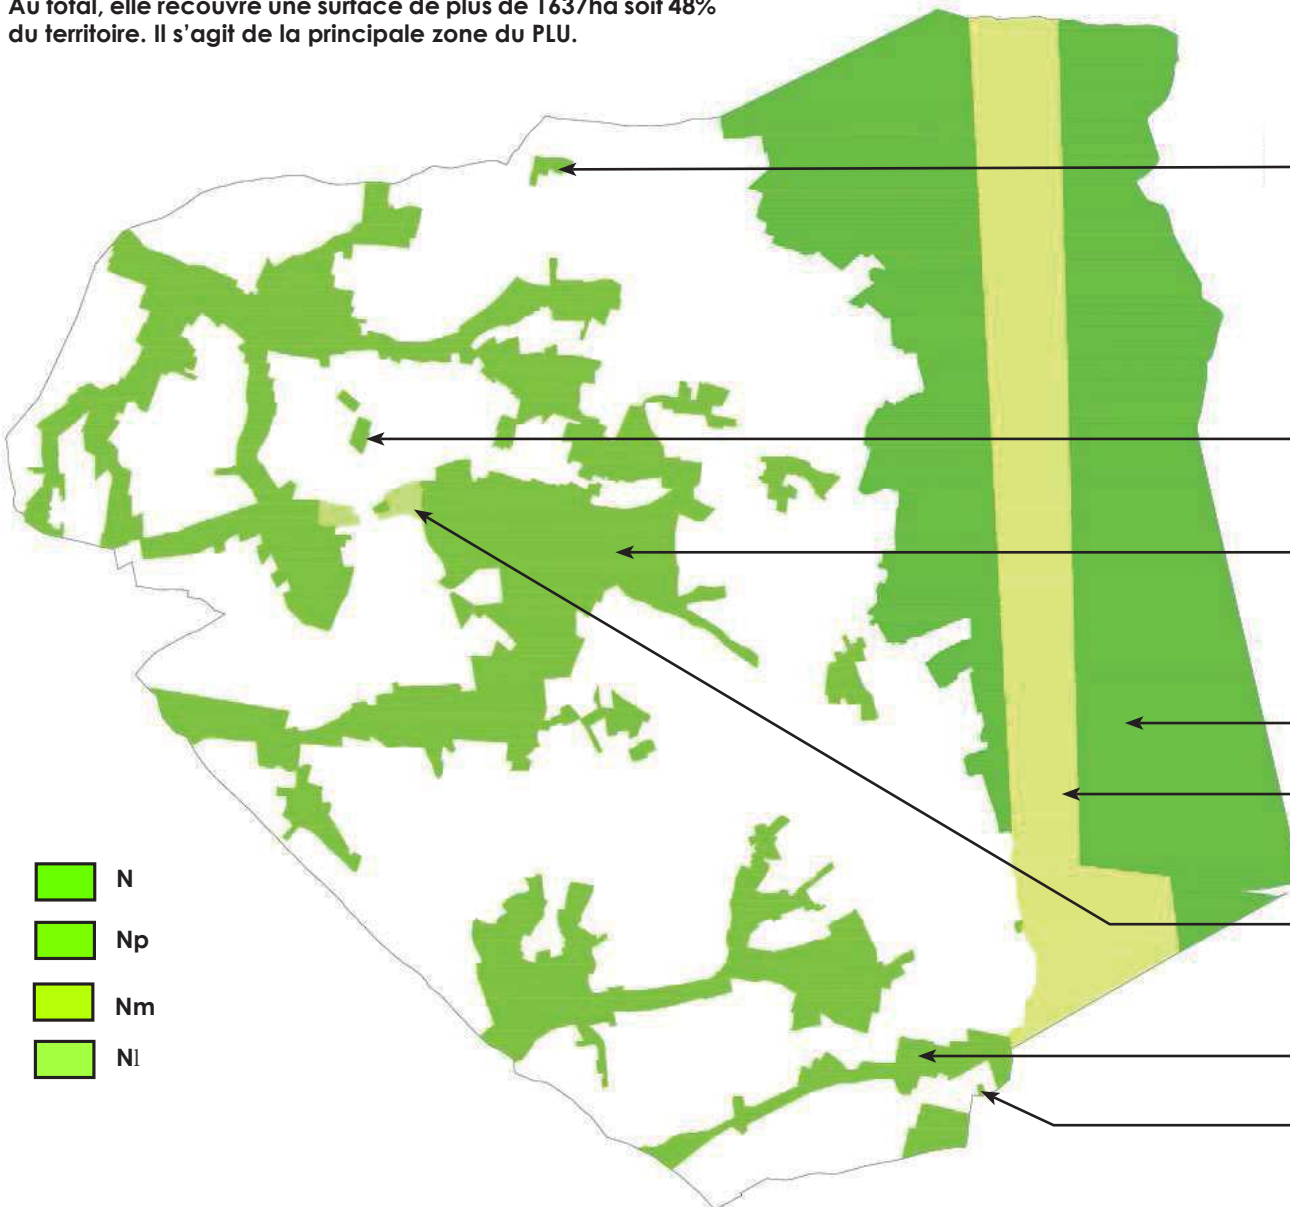 Au total, elle recouvre une surface de plus de 1637ha soit 48%
du territoire. Il s’agit de la principale zone du PLU.
N
Np
Nm
Nl